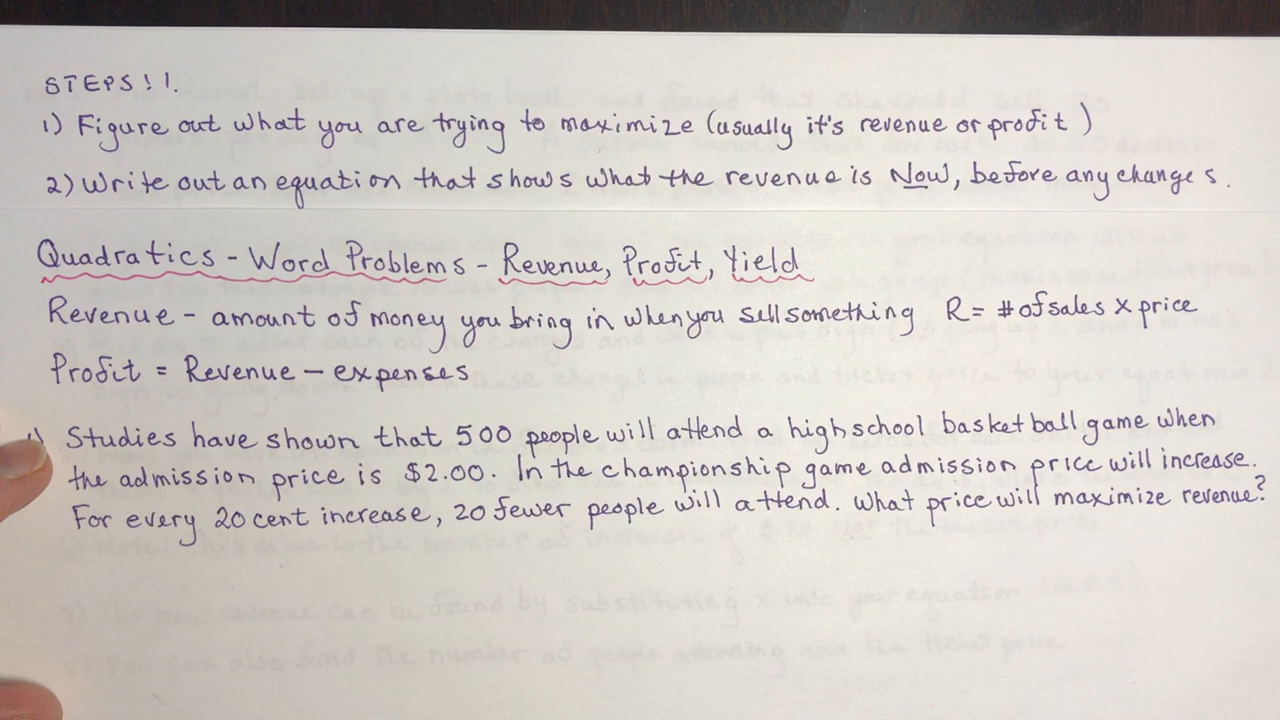 STEPS!!.
1) Figure out what you are trying to maximize (usually it's revenue or profit)
2) Write out an equation that shows what the revenue is Now, before any changes.
Quadratics - Word Problems - Revenue, Profit, Yield
Revenue - amount of money you bring in when you sell something R = # of sales x price
Profit = Revenue - expenses
Studies have shown that 500 people will attend a high school basketball game when
the admission price is $2.00. In the championship game admission price will increase.
For every 20 cent increase, 20 fewer people will attend. What price will maximize revenue?